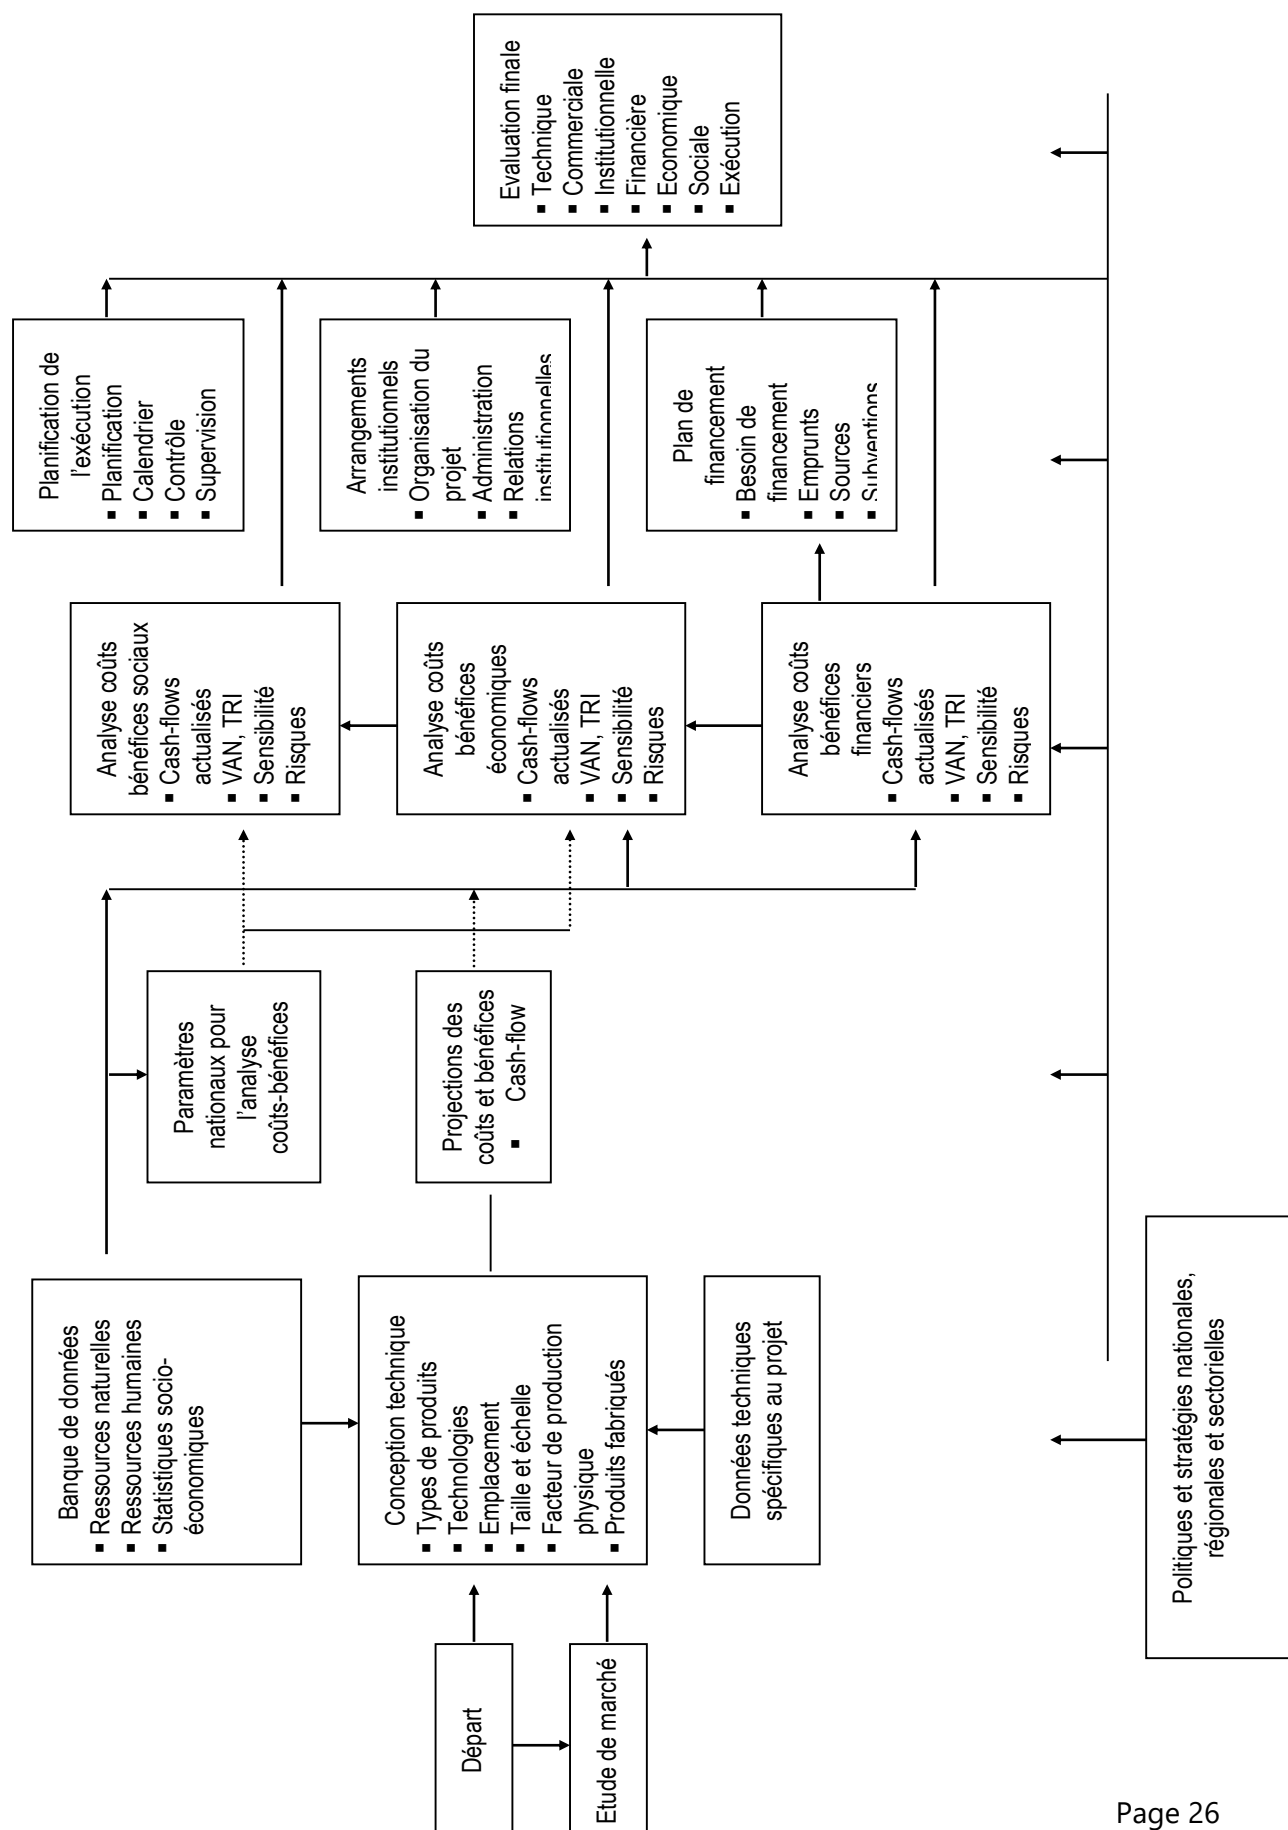 Départ
Etude de marché
Banque de données
▪ Ressources naturelles
▪ Ressources humaines
▪ Statistiques socio-
économiques
Conception technique
▪ Types de produits
▪ Technologies
▪ Emplacement
▪ Taille et échelle
▪ Facteur de production
physique
▪ Produits fabriqués
Données techniques
spécifiques au projet
Politiques et stratégies nationales,
régionales et sectorielles
Paramètres
nationaux pour
l'analyse
coûts-bénéfices
Projections des
coûts et bénéfices
▪ Cash-flow
Analyse coûts
bénéfices sociaux
▪ Cash-flows
actualisés
▪ VAN, TRI
▪ Sensibilité
▪ Risques
Analyse coûts
bénéfices
économiques
▪ Cash-flows
actualisés
▪ VAN, TRI
▪ Sensibilité
▪ Risques
Analyse coûts
bénéfices
financiers
▪ Cash-flows
actualisés
▪ VAN, TRI
▪ Sensibilité
▪ Risques
Planification de
l'exécution
▪ Planification
▪ Calendrier
▪ Contrôle
▪ Supervision
Arrangements
institutionnels
▪ Organisation du
projet
▪ Administration
▪ Relations
institutionnelles
Plan de
financement
▪ Besoin de
financement
▪ Emprunts
▪ Sources
▪ Subventions
Evaluation finale
▪ Technique
▪ Commerciale
▪ Institutionnelle
▪ Financière
▪ Economique
▪ Sociale
▪ Exécution
Page 26